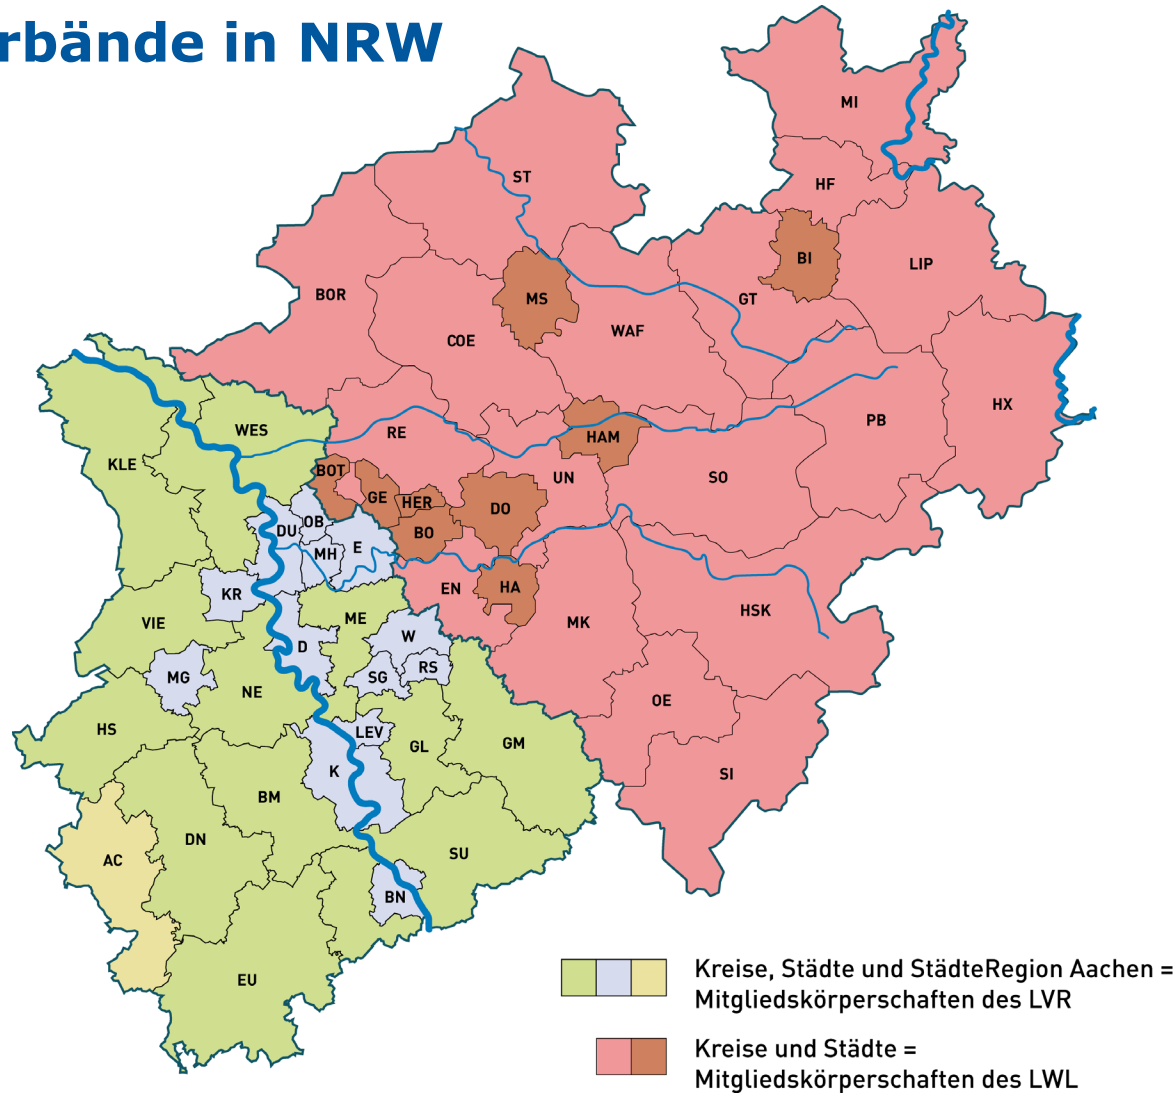 rbände in NRW
MI
ST
HF
BI
LIP
BOR
MS
GT
COE
WAF
HX
PB
WES
RE
HAM
KLE
BOT
GE
HER
UN
SO
DO
DU
OB
BO
MH
E
KR
EN
HA
HSK
VIE
ME
MK
D
W
MG
SG
RS
NE
OE
HS
LEV
GL
GM
K
SI
BM
DN
AC
SU
BN
EU
Kreise, Städte und StädteRegion Aachen =
Mitgliedskörperschaften des LVR
Kreise und Städte =
Mitgliedskörperschaften des LWL